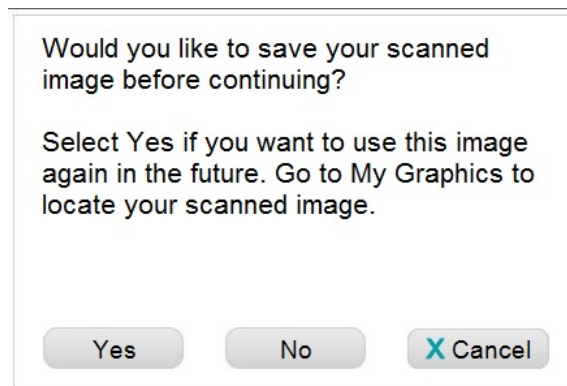 Would you like to save your scanned
image before continuing?
Select Yes if you want to use this image
again in the future. Go to My Graphics to
locate your scanned image.
Yes No X Cancel